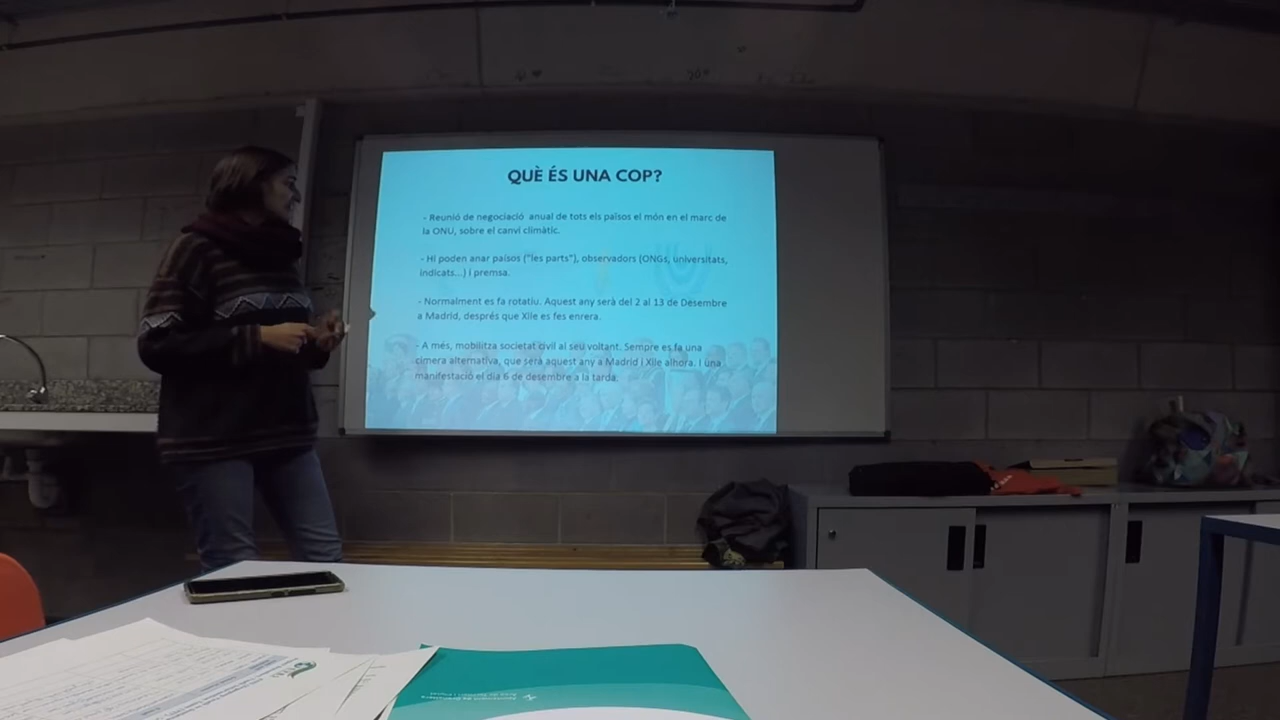 QUÈ ÉS UNA COP?
- Reunió de negociació anual de tots els països el món en el marc de
la ONU, sobre el canvi climàtic.
- Hi poden anar països ("les parts"), observadors (ONGs, universitats,
indicats...) i premsa.
- Normalment es fa rotatiu. Aquest any serà del 2 al 13 de Desembre
a Madrid, després que Xile es fes enrera.
- A més, mobilitza societat civil al seu voltant. Sempre es fa una
cimera alternativa, que serà aquest any a Madrid i Xile alhora. I una
manifestació el dia 6 de desembre a la tarda.